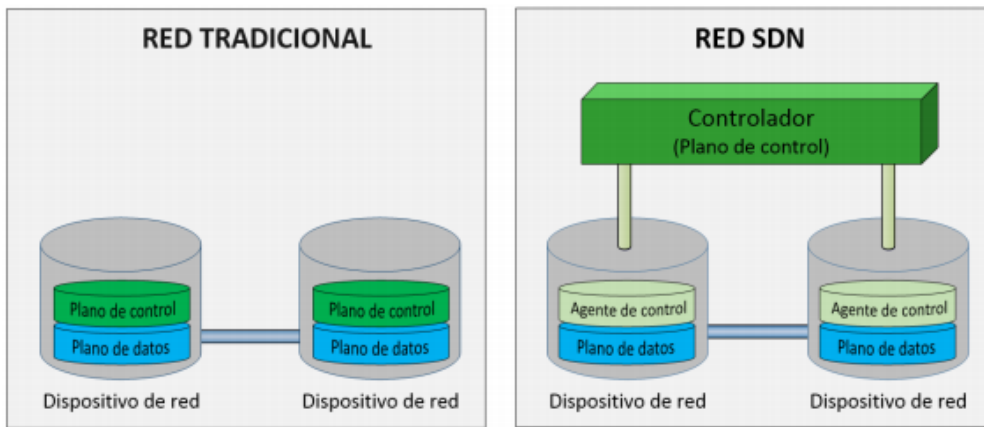 RED TRADICIONAL
Plano de control
Plano de datos
Plano de control
Plano de datos
Dispositivo de red
Dispositivo de red
RED SDN
Controlador
(Plano de control)
Agente de control
Plano de datos
Agente de control
Plano de datos
Dispositivo de red
Dispositivo de red